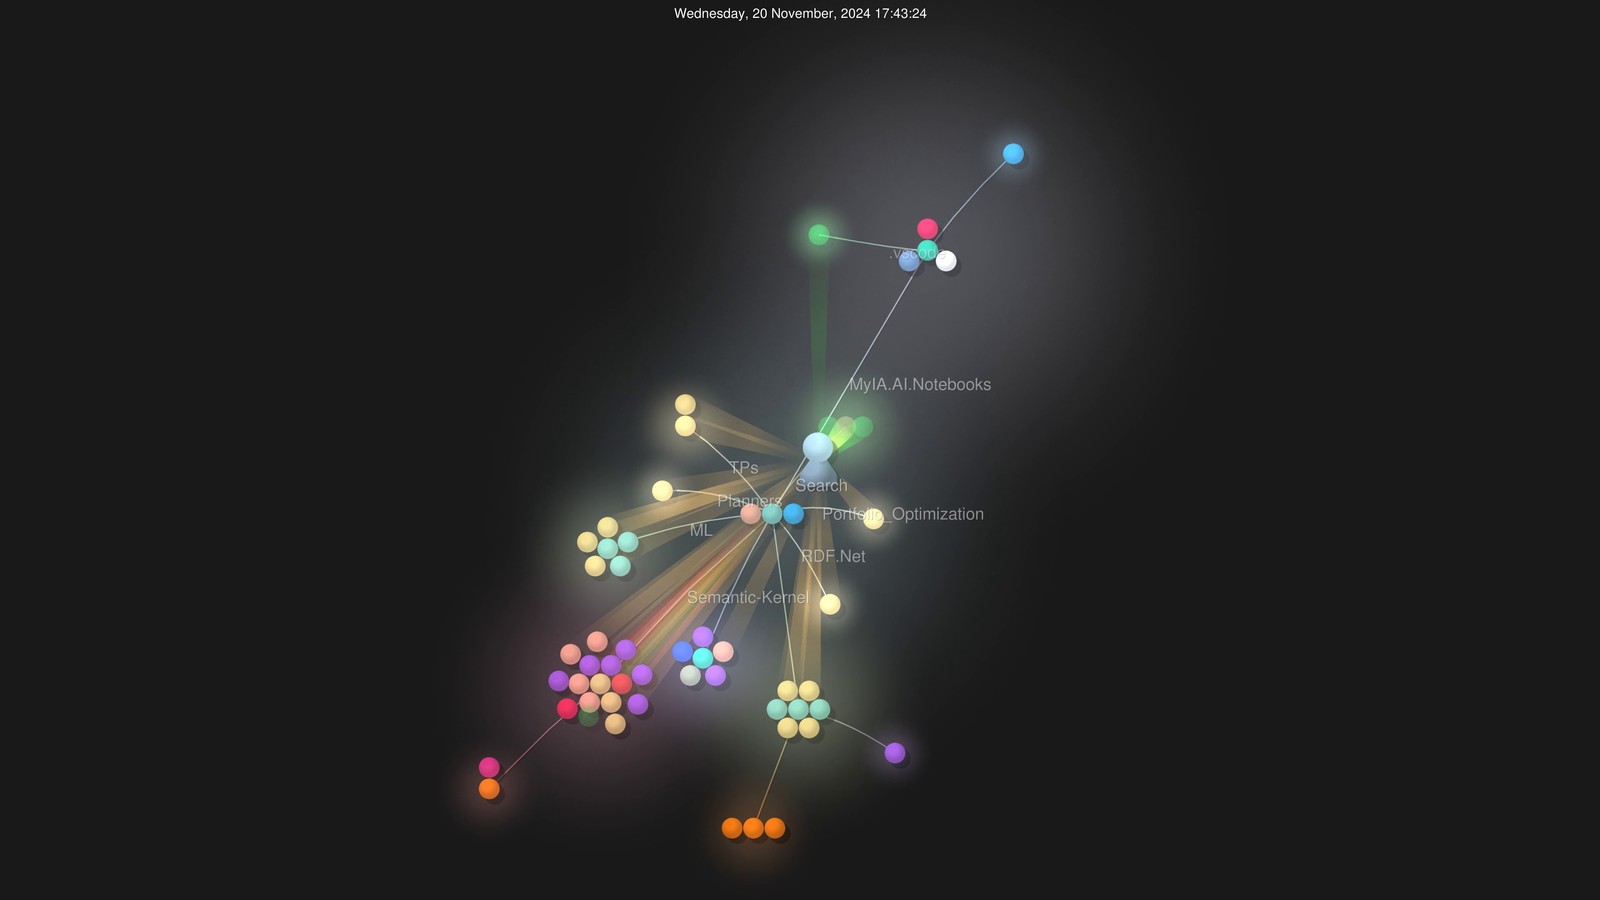 Wednesday, 20 November, 2024 17:43:24
.vscode
MyIA.AI.Notebooks
TPs
Search
Planners
Portfolio_Optimization
ML
RDF.Net
Semantic-Kernel